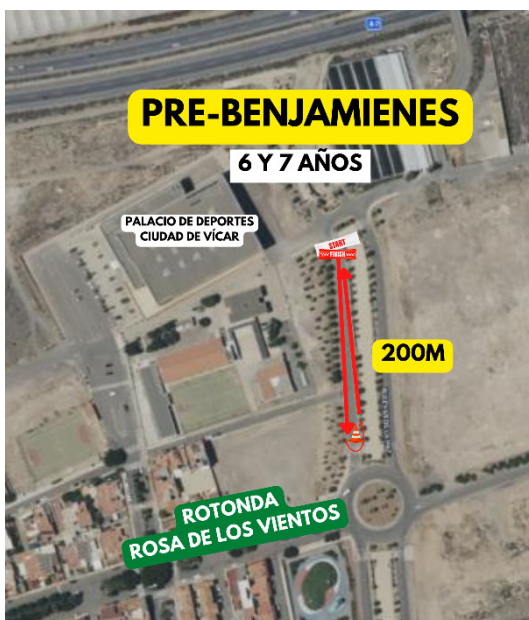 PRE-BENJAMIENES
6 Y 7 AÑOS
PALACIO DE DEPORTES
CIUDAD DE VÍCAR
START
FINISH
200M
ROTONDA
ROSA DE LOS VIENTOS